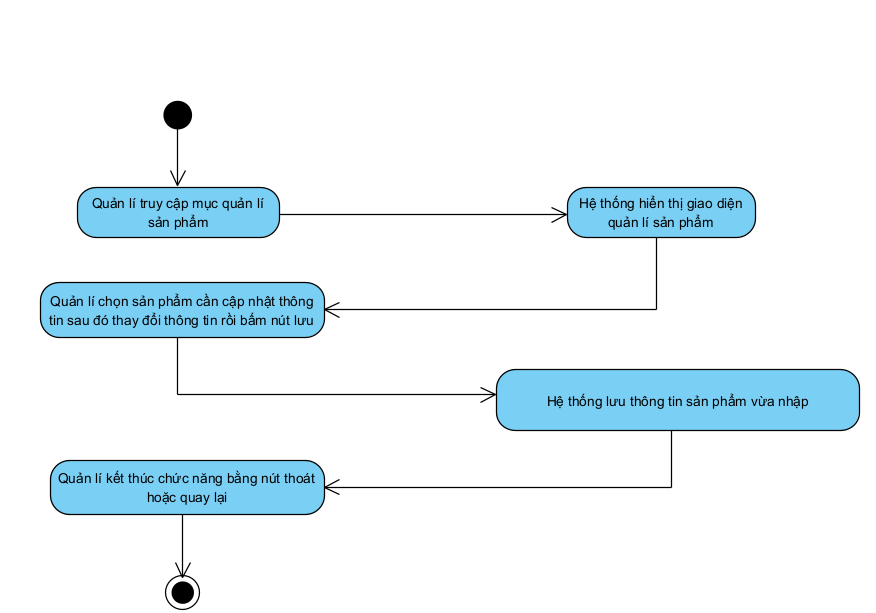 Quản lí truy cập mục quản lí
sản phẩm
Hệ thống hiển thị giao diện
quản lí sản phẩm
Quản lí chọn sản phẩm cần cập nhật thông
tin sau đó thay đổi thông tin rồi bấm nút lưu
Hệ thống lưu thông tin sản phẩm vừa nhập
Quản lí kết thúc chức năng bằng nút thoát
hoặc quay lại